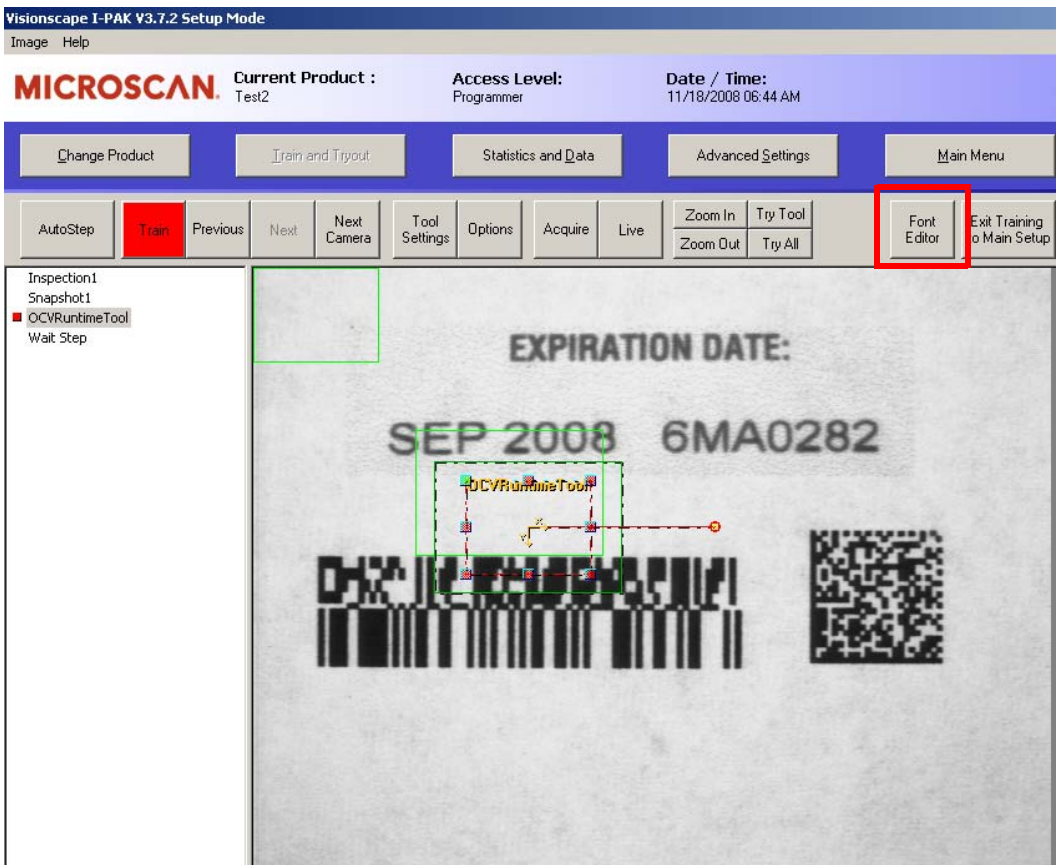 Visionscape I-PAK V3.7.2 Setup Mode
Image Help
MICROSCAN. Current Product : Access Level: Date / Time:
Test2 Programmer 11/18/2008 06:44 AM
Change Product Train and Tryout Statistics and Data Advanced Settings Main Menu
AutoStep Train Previous Next Next Camera Tool Settings Options Acquire Live Zoom In Try Tool Font Editor Exit Training o Main Setup
Zoom Out Try All
Inspection1
Snapshot1
OCVRuntimeTool
Wait Step
EXPIRATION DATE:
SEP 2008 6MA0282
OCVRuntimeTool
X
Y